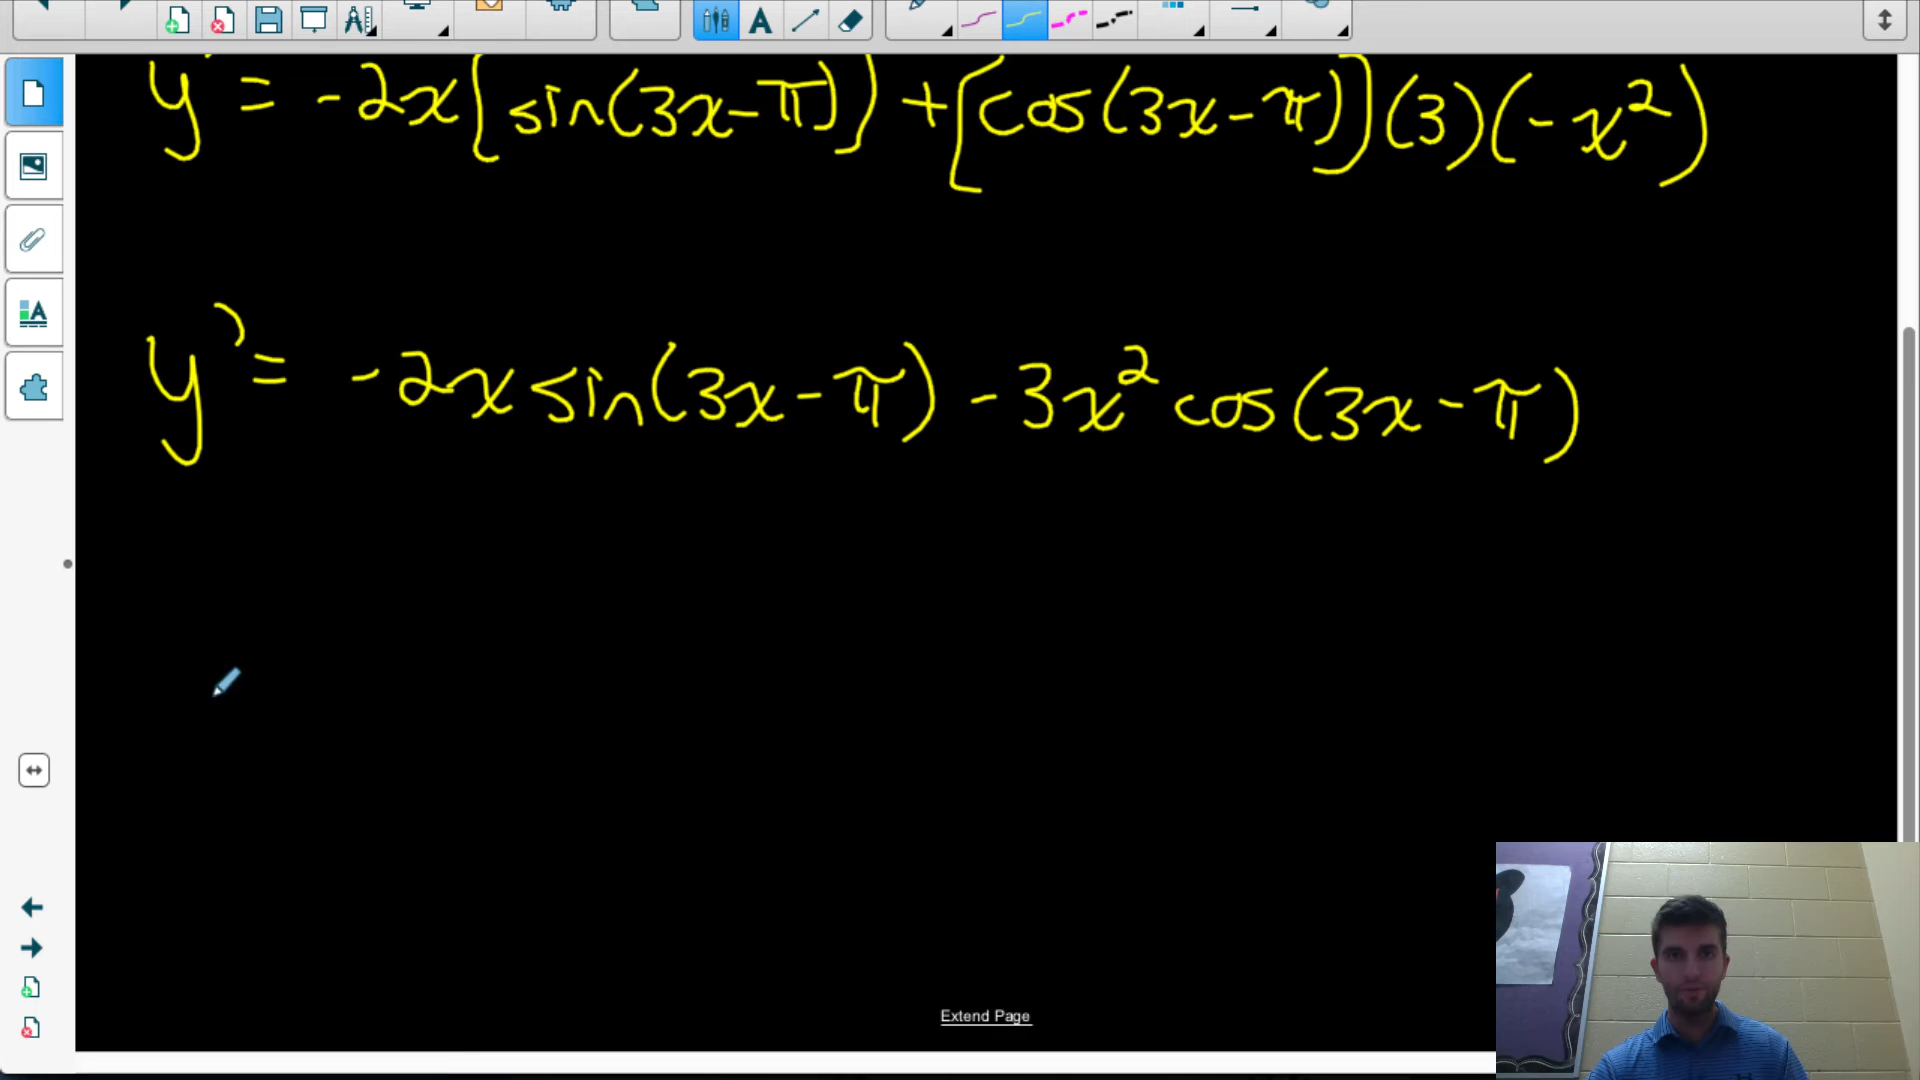 y' = -2x[sin(3x-π)] + [cos(3x-π)](3)(-x²)
y' = -2x sin(3x-π) - 3x² cos(3x-π)
Extend Page